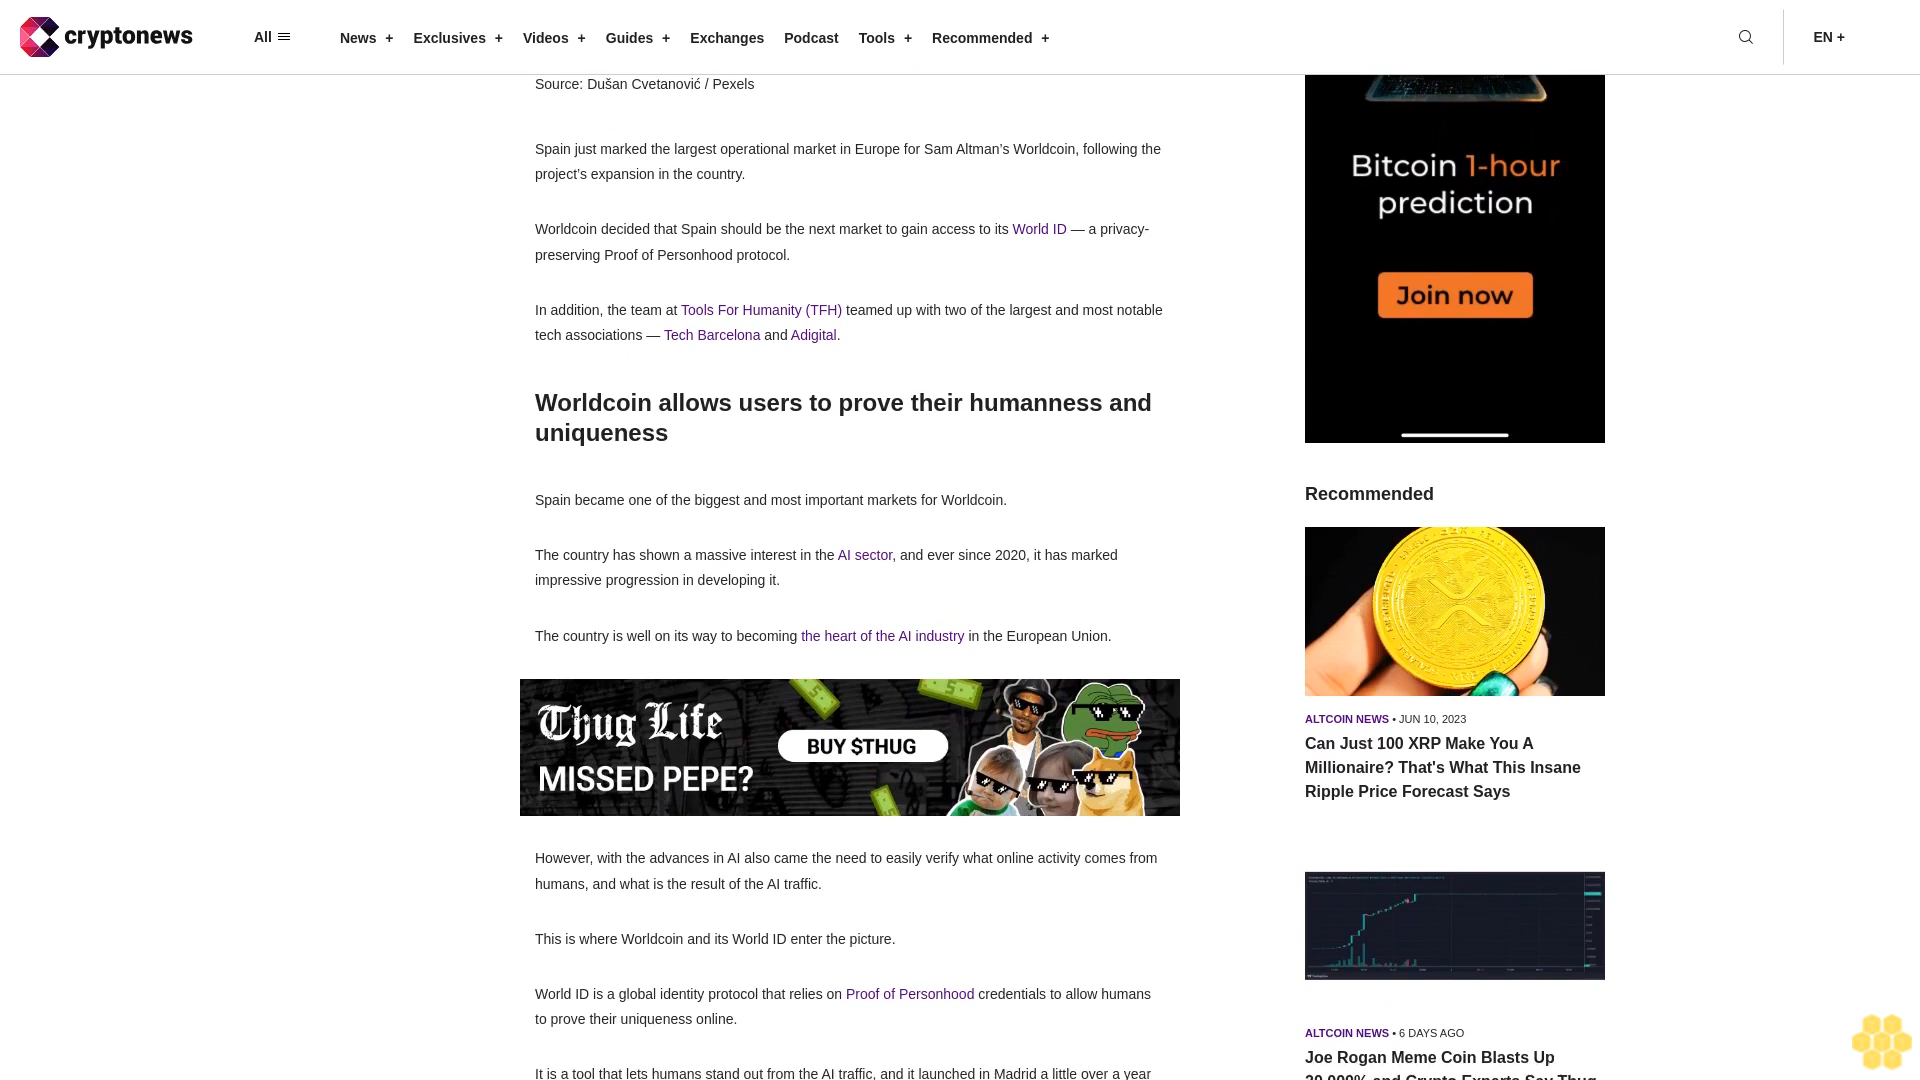 cryptonews
All
News +
Exclusives +
Videos +
Guides +
Exchanges
Podcast
Tools +
Recommended +
EN +
Source: Dušan Cvetanović / Pexels
Spain just marked the largest operational market in Europe for Sam Altman’s Worldcoin, following the
project’s expansion in the country.
Worldcoin decided that Spain should be the next market to gain access to its World ID — a privacy-
preserving Proof of Personhood protocol.
In addition, the team at Tools For Humanity (TFH) teamed up with two of the largest and most notable
tech associations — Tech Barcelona and Adigital.
Worldcoin allows users to prove their humanness and
uniqueness
Spain became one of the biggest and most important markets for Worldcoin.
The country has shown a massive interest in the AI sector, and ever since 2020, it has marked
impressive progression in developing it.
The country is well on its way to becoming the heart of the AI industry in the European Union.
Thug Life
MISSED PEPE?
BUY $THUG
However, with the advances in AI also came the need to easily verify what online activity comes from
humans, and what is the result of the AI traffic.
This is where Worldcoin and its World ID enter the picture.
World ID is a global identity protocol that relies on Proof of Personhood credentials to allow humans
to prove their uniqueness online.
It is a tool that lets humans stand out from the AI traffic, and it launched in Madrid a little over a year
Bitcoin 1-hour
prediction
Join now
Recommended
ALTCOIN NEWS • JUN 10, 2023
Can Just 100 XRP Make You A
Millionaire? That's What This Insane
Ripple Price Forecast Says
ALTCOIN NEWS • 6 DAYS AGO
Joe Rogan Meme Coin Blasts Up
20,000% and Crypto Experts Say Thug